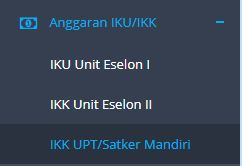 Anggaran IKU/IKK
IKU Unit Eselon I
IKK Unit Eselon II
IKK UPT/Satker Mandiri